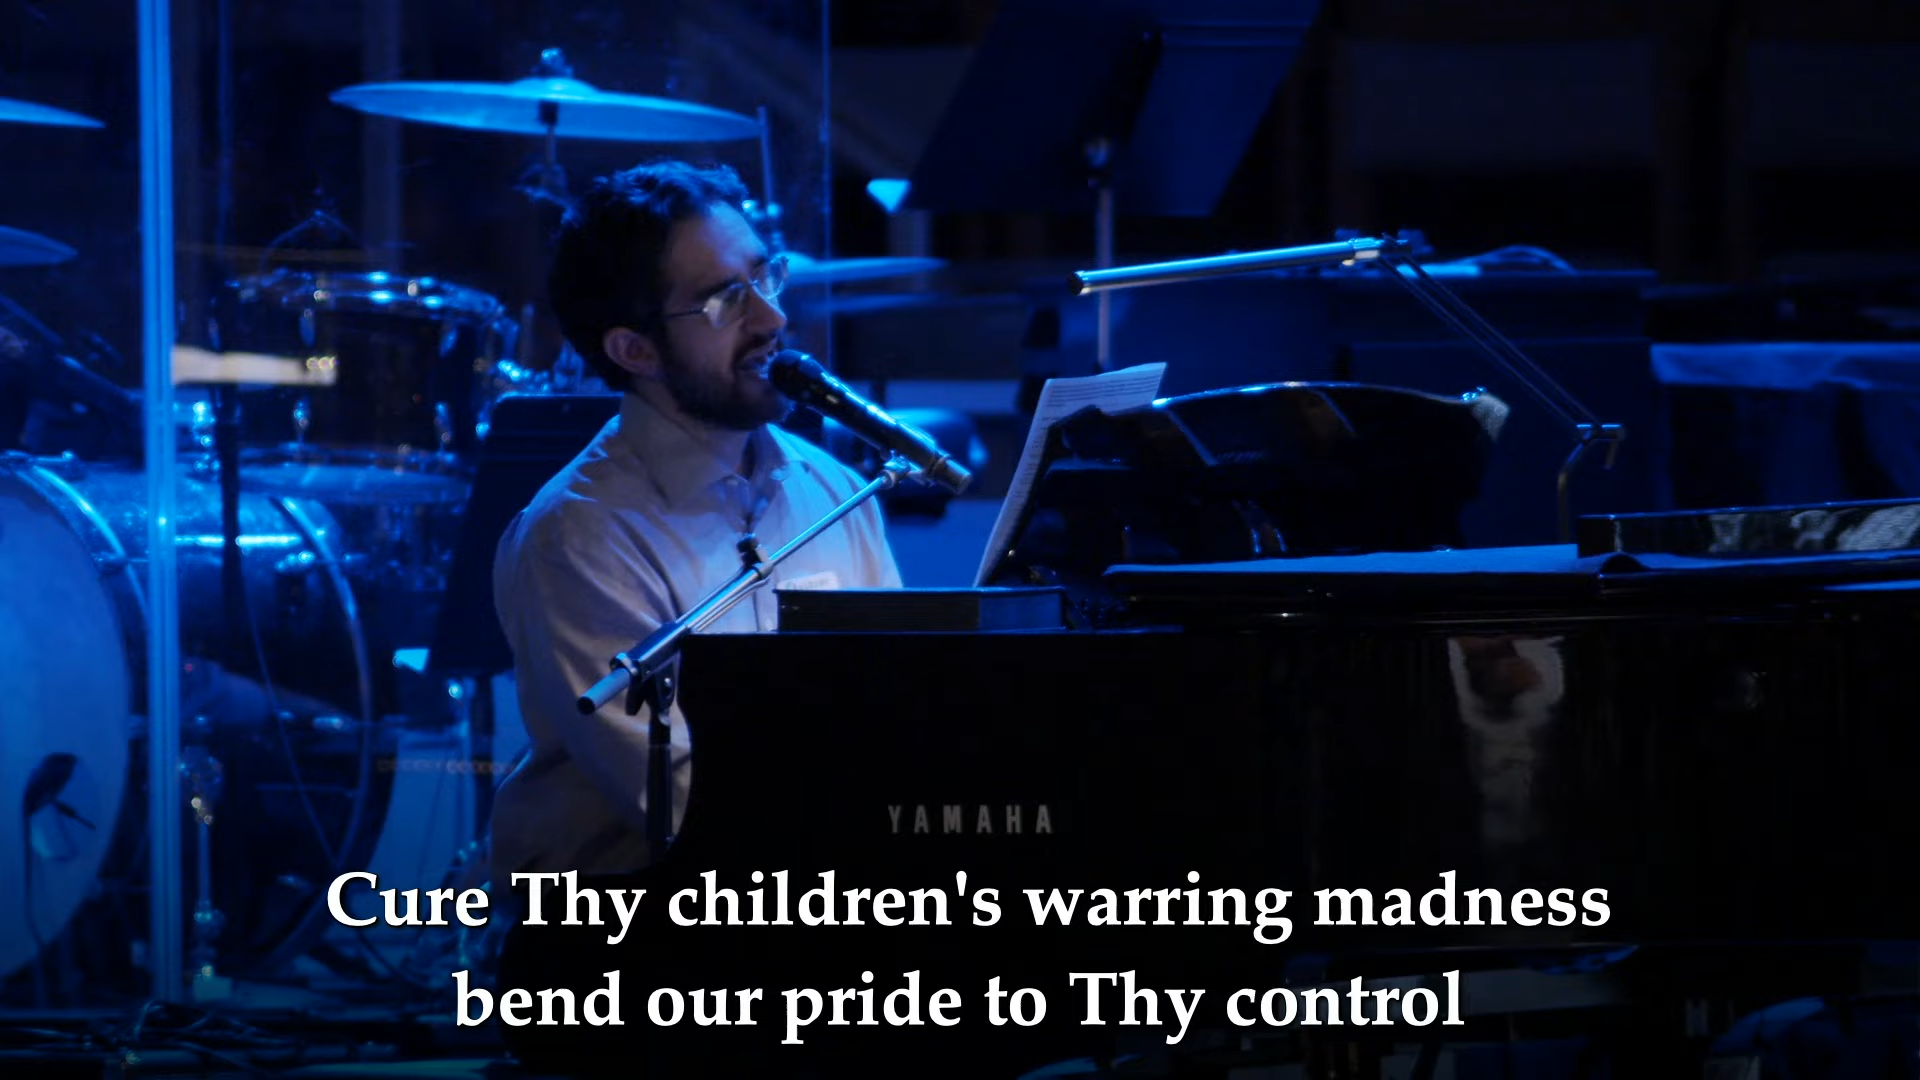 YAMAHA
Cure Thy children's warring madness
bend our pride to Thy control